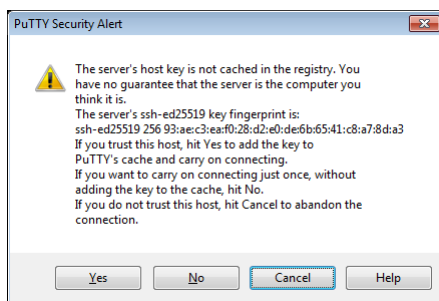 PuTTY Security Alert
The server's host key is not cached in the registry. You
have no guarantee that the server is the computer you
think it is.
The server's ssh-ed25519 key fingerprint is:
ssh-ed25519 256 93:ae:c3:ea:f0:28:d2:e0:de:6b:65:41:c8:a7:8d:a3
If you trust this host, hit Yes to add the key to
PuTTY's cache and carry on connecting.
If you want to carry on connecting just once, without
adding the key to the cache, hit No.
If you do not trust this host, hit Cancel to abandon the
connection.
Yes No Cancel Help